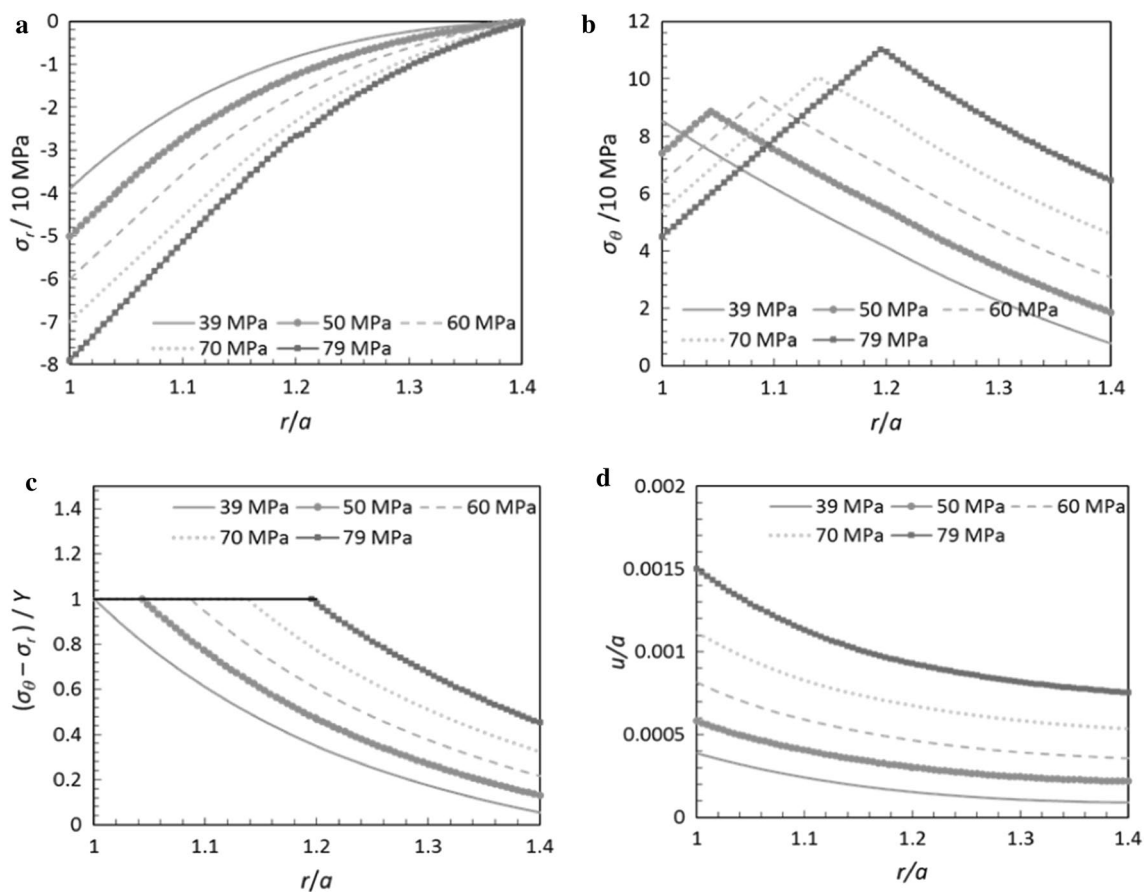 a
0
-1
-2
-3
-4
-5
-6
-7
-8
σr / 10 MPa
39 MPa 50 MPa 60 MPa
70 MPa 79 MPa
1 1.1 1.2 1.3 1.4
r/a
b
12
10
8
6
4
2
0
σθ /10 MPa
39 MPa 50 MPa 60 MPa
70 MPa 79 MPa
1 1.1 1.2 1.3 1.4
r/a
c
1.4
1.2
1
0.8
0.6
0.4
0.2
0
(σθ – σr ) / Y
39 MPa 50 MPa 60 MPa
70 MPa 79 MPa
1 1.1 1.2 1.3 1.4
r/a
d
0.002
0.0015
0.001
0.0005
0
u/a
39 MPa 50 MPa 60 MPa
70 MPa 79 MPa
1 1.1 1.2 1.3 1.4
r/a